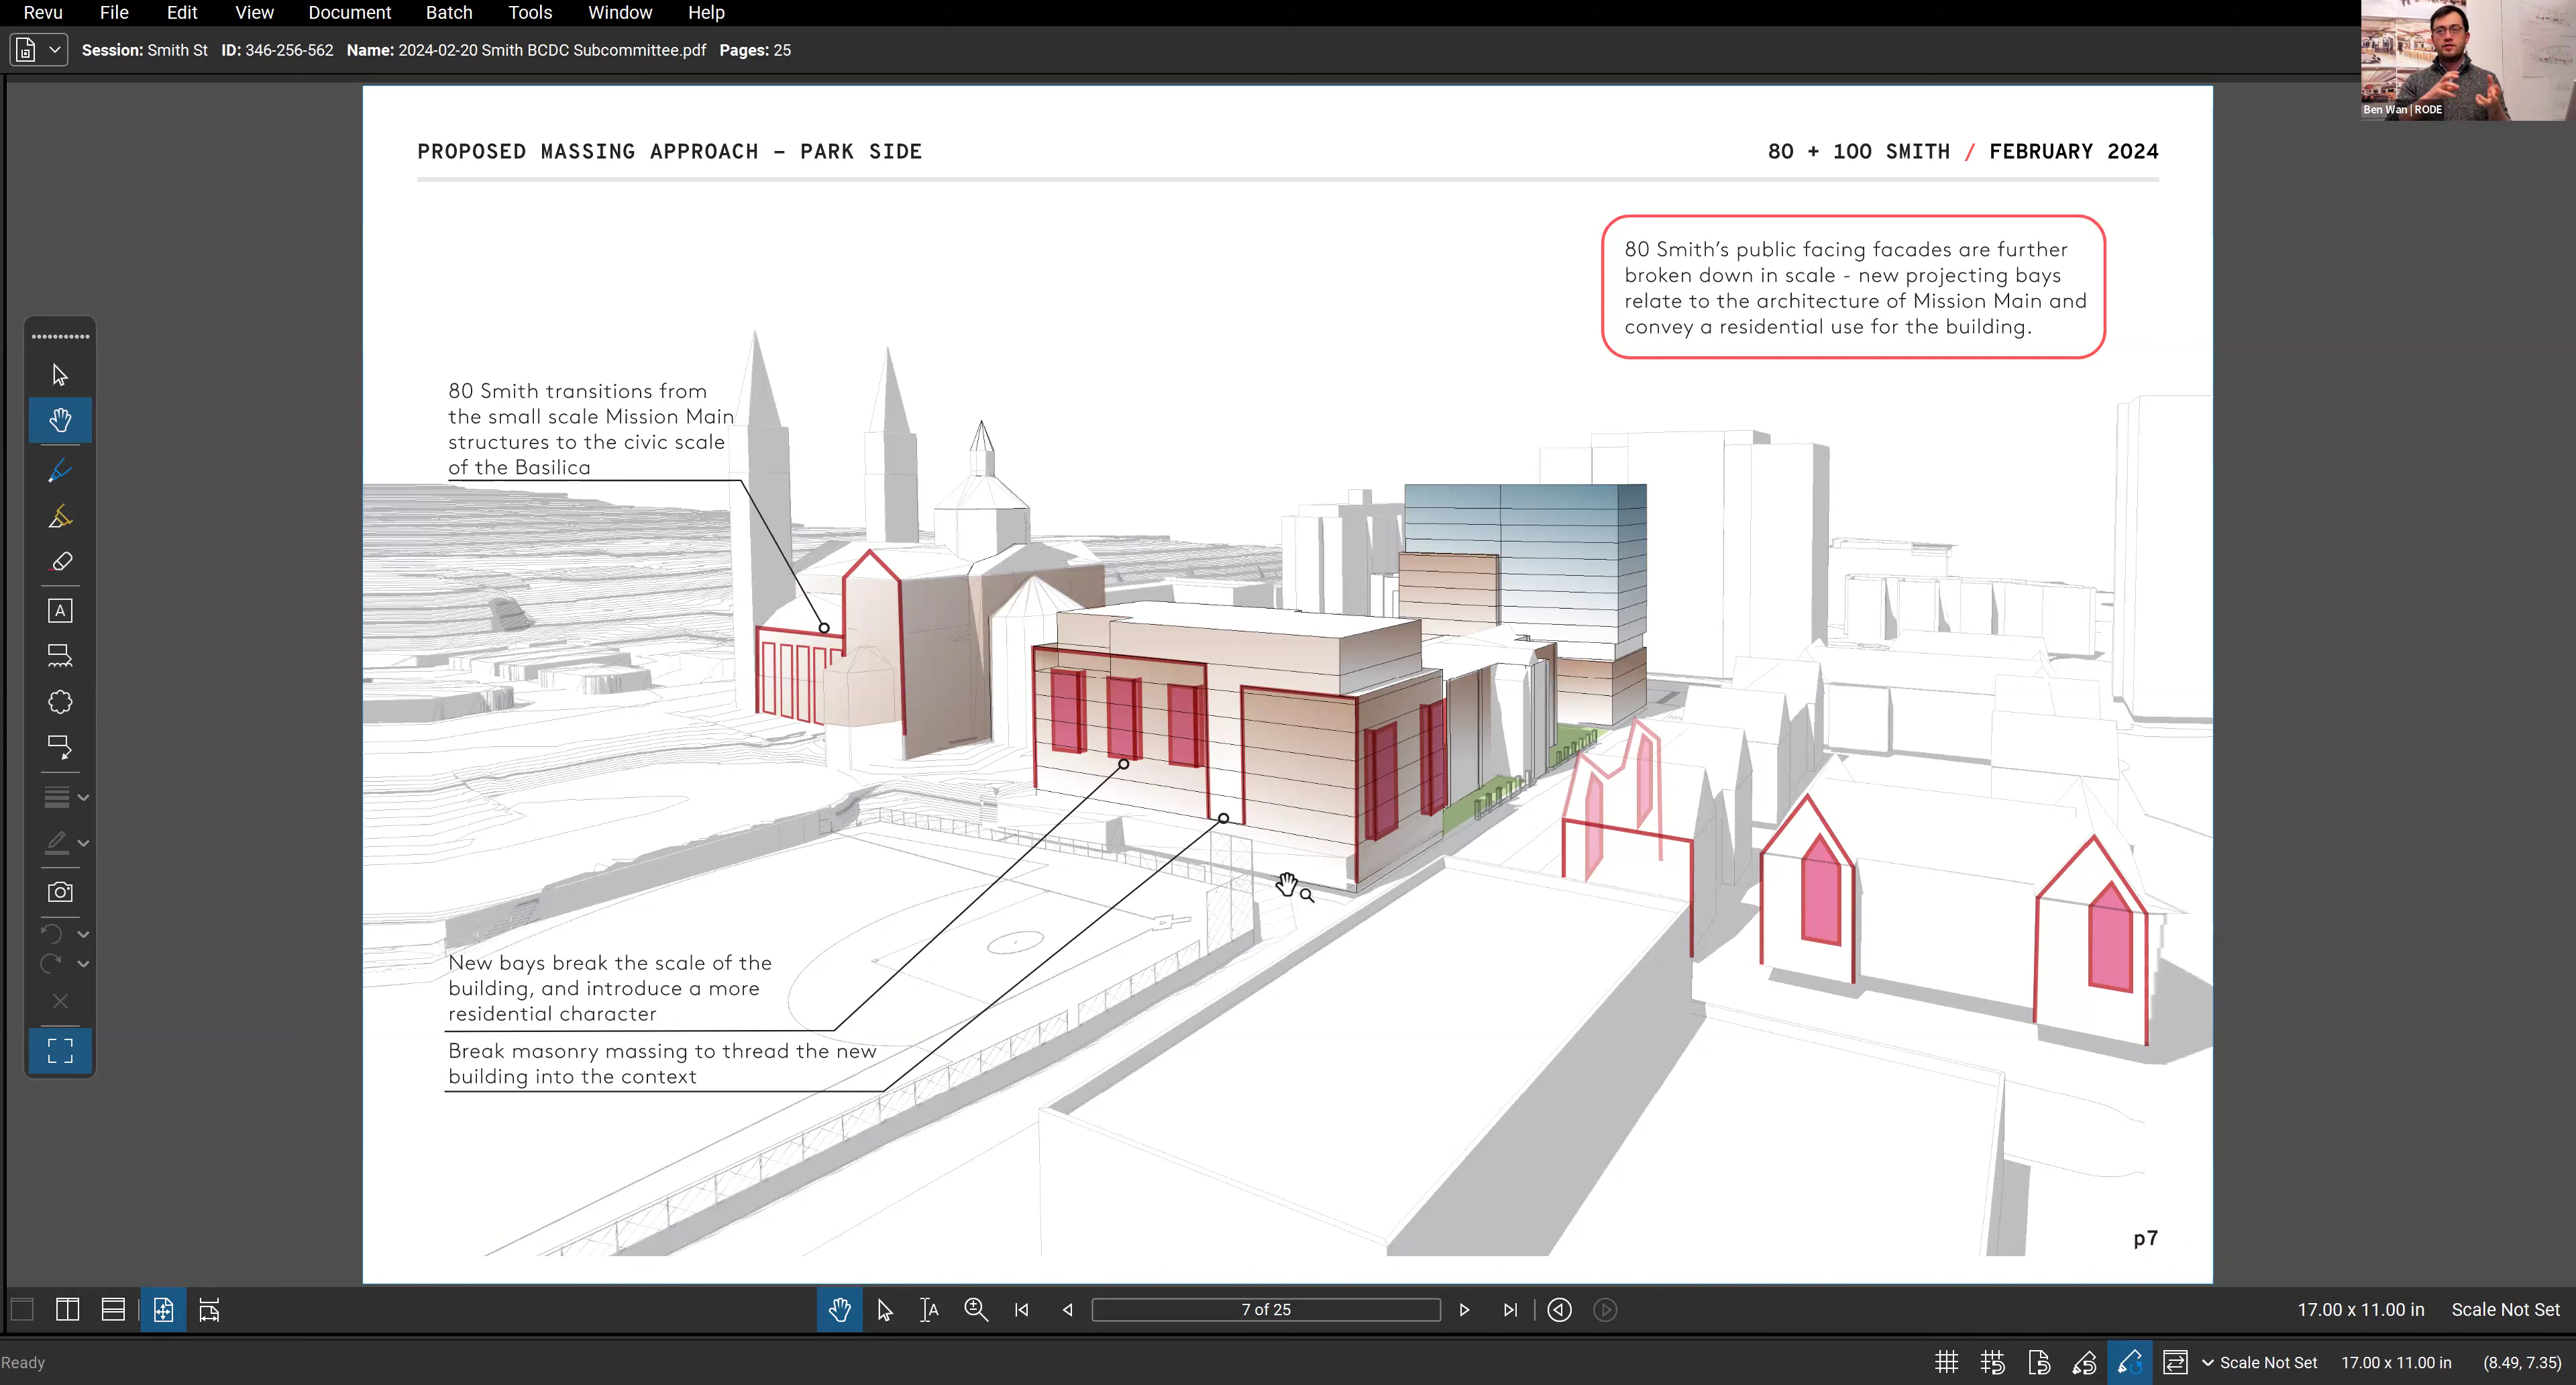 Revu File Edit View Document Batch Tools Window Help
Session: Smith St ID: 346-256-562 Name: 2024-02-20 Smith BCDC Subcommittee.pdf Pages: 25
Ben Wan | RODE
PROPOSED MASSING APPROACH – PARK SIDE
80 + 100 SMITH / FEBRUARY 2024
80 Smith's public facing facades are further
broken down in scale - new projecting bays
relate to the architecture of Mission Main and
convey a residential use for the building.
80 Smith transitions from
the small scale Mission Main
structures to the civic scale
of the Basilica
New bays break the scale of the
building, and introduce a more
residential character
Break masonry massing to thread the new
building into the context
p7
7 of 25
17.00 x 11.00 in Scale Not Set
Ready
Scale Not Set 17.00 x 11.00 in (8.49, 7.35)